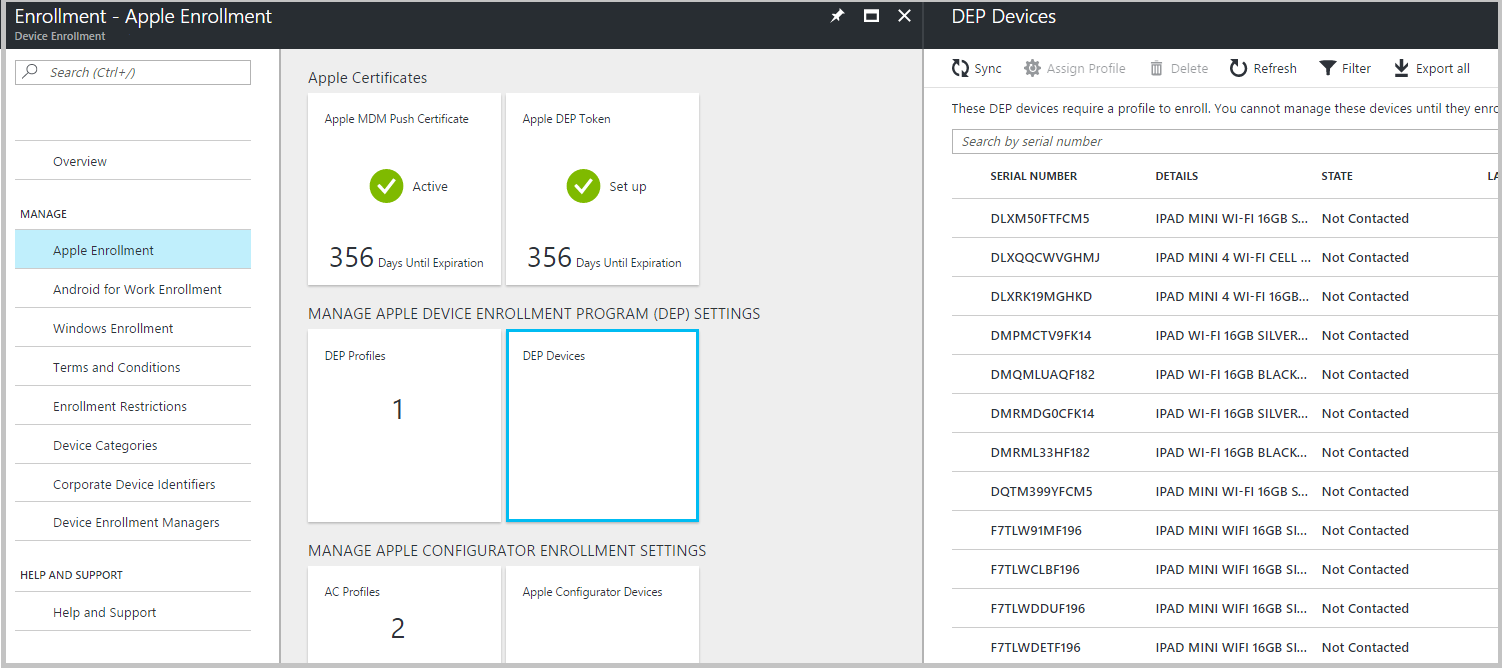 Enrollment - Apple Enrollment
Device Enrollment
Search (Ctrl+/)
Overview
MANAGE
Apple Enrollment
Android for Work Enrollment
Windows Enrollment
Terms and Conditions
Enrollment Restrictions
Device Categories
Corporate Device Identifiers
Device Enrollment Managers
HELP AND SUPPORT
Help and Support
Apple Certificates
Apple MDM Push Certificate
Active
356 Days Until Expiration
Apple DEP Token
Set up
356 Days Until Expiration
MANAGE APPLE DEVICE ENROLLMENT PROGRAM (DEP) SETTINGS
DEP Profiles
1
DEP Devices
MANAGE APPLE CONFIGURATOR ENROLLMENT SETTINGS
AC Profiles
2
Apple Configurator Devices
DEP Devices
Sync Assign Profile Delete Refresh Filter Export all
These DEP devices require a profile to enroll. You cannot manage these devices until they enro
Search by serial number
SERIAL NUMBER DETAILS STATE LA
DLXM50FTFCM5 IPAD MINI WI-FI 16GB S... Not Contacted
DLXQQCWVGHMJ IPAD MINI 4 WI-FI CELL ... Not Contacted
DLXRK19MGHKD IPAD MINI 4 WI-FI 16GB... Not Contacted
DMPMCTV9FK14 IPAD WI-FI 16GB SILVER... Not Contacted
DMQMLUAQF182 IPAD WI-FI 16GB BLACK... Not Contacted
DMRMDG0CFK14 IPAD WI-FI 16GB SILVER... Not Contacted
DMRML33HF182 IPAD WI-FI 16GB BLACK... Not Contacted
DQTM399YFCM5 IPAD MINI WI-FI 16GB S... Not Contacted
F7TLW91MF196 IPAD MINI WIFI 16GB SI... Not Contacted
F7TLWCLBF196 IPAD MINI WIFI 16GB SI... Not Contacted
F7TLWDDUF196 IPAD MINI WIFI 16GB SI... Not Contacted
F7TLWDETF196 IPAD MINI WIFI 16GB SI... Not Contacted